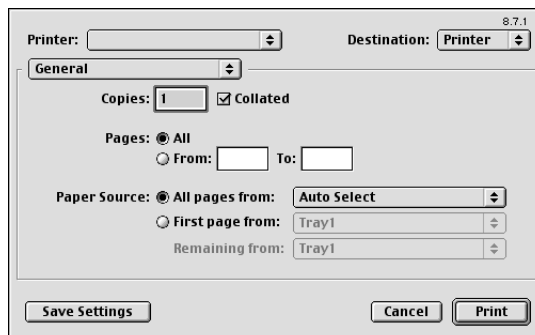 8.7.1
Printer: Destination: Printer
General
Copies: 1 Collated
Pages: All
From: To:
Paper Source: All pages from: Auto Select
First page from: Tray1
Remaining from: Tray1
Save Settings Cancel Print